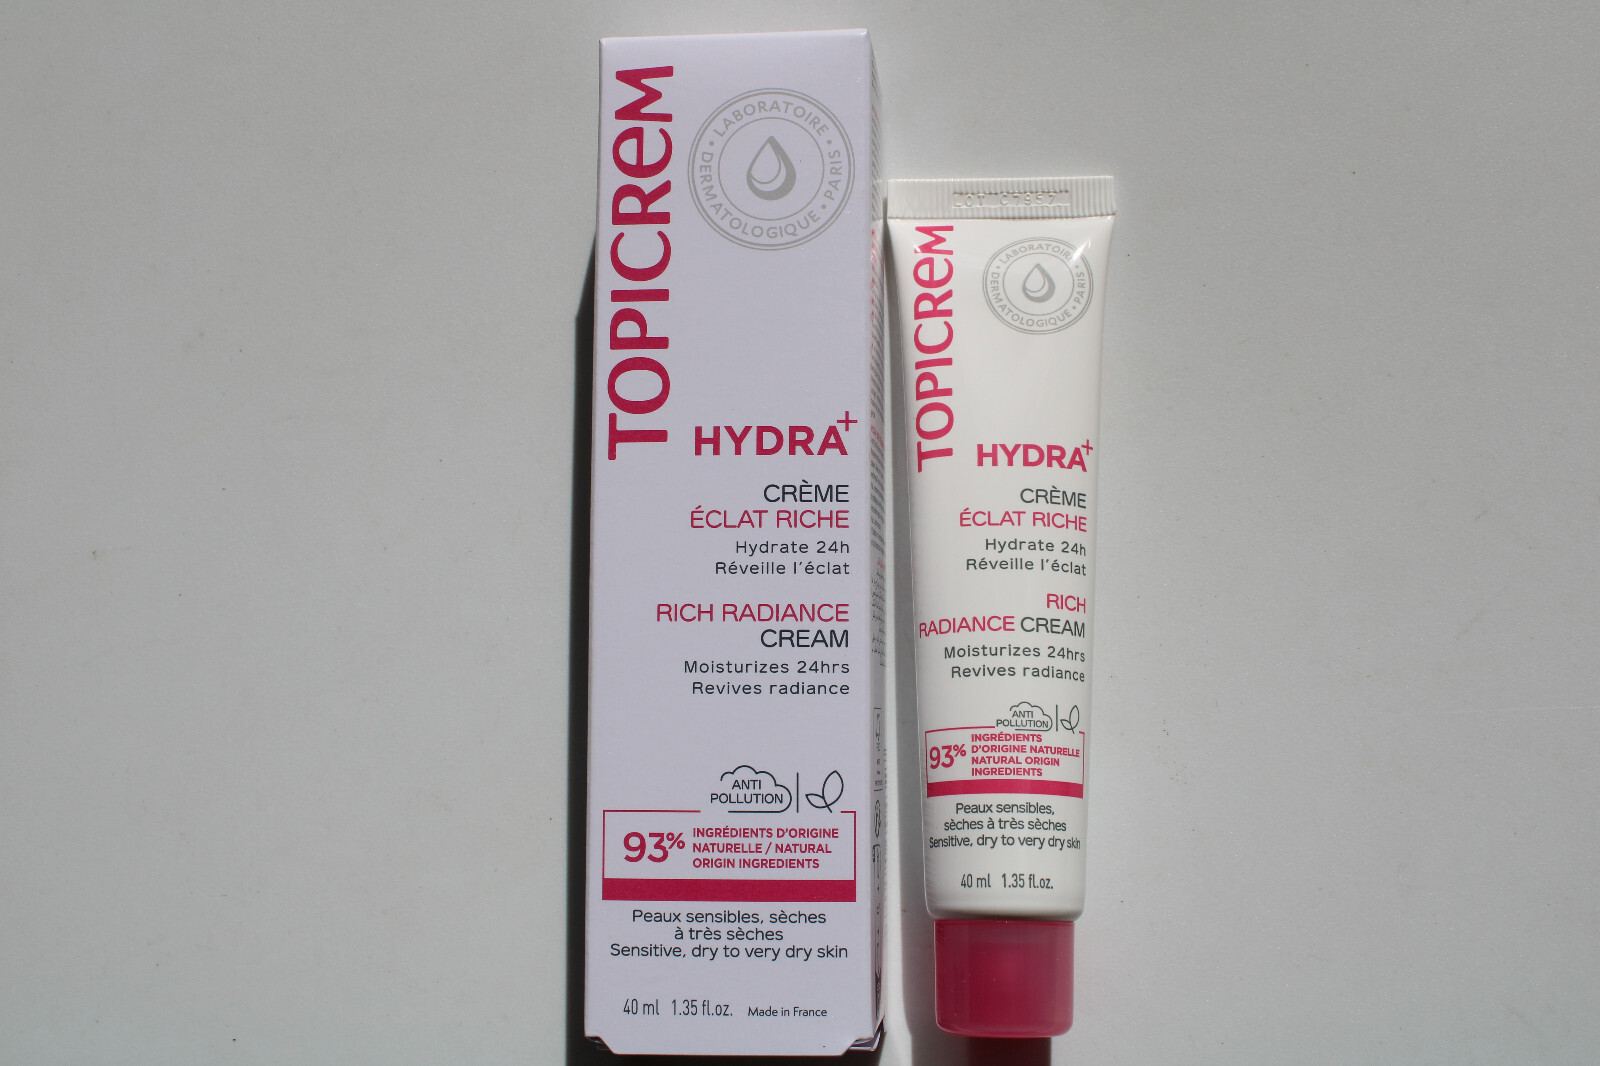 TOPICREM
LABORATOIRE • DERMATOLOGIQUE • PARIS
HYDRA+
CRÈME
ÉCLAT RICHE
Hydrate 24h
Réveille l'éclat
RICH RADIANCE
CREAM
Moisturizes 24hrs
Revives radiance
ANTI
POLLUTION
93%
INGRÉDIENTS D'ORIGINE
NATURELLE / NATURAL
ORIGIN INGREDIENTS
Peaux sensibles, sèches
à très sèches
Sensitive, dry to very dry skin
40 ml 1.35 fl.oz. Made in France
LOT C7957
TOPICREM
LABORATOIRE • DERMATOLOGIQUE • PARIS
HYDRA+
CRÈME
ÉCLAT RICHE
Hydrate 24h
Réveille l'éclat
RICH
RADIANCE CREAM
Moisturizes 24hrs
Revives radiance
ANTI
POLLUTION
93%
INGRÉDIENTS
D'ORIGINE NATURELLE
NATURAL ORIGIN
INGREDIENTS
Peaux sensibles,
sèches à très sèches
Sensitive, dry to very dry skin
40 ml 1.35 fl.oz.